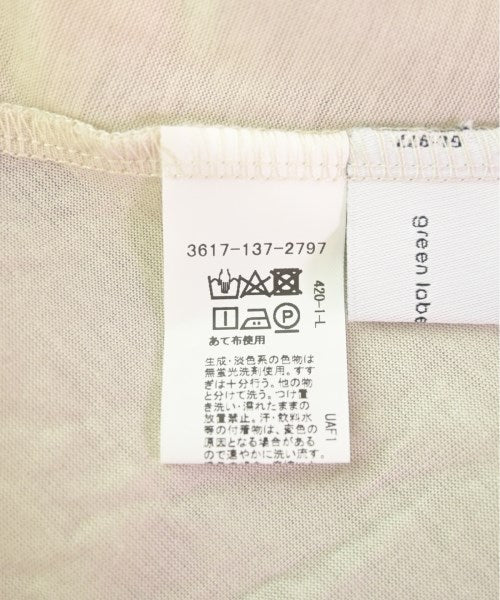 3617-137-2797
420-1-L
あて布使用
生成・淡色系の色物は
無蛍光洗剤使用。すす
ぎは十分行う。他の物
と分けて洗う。つけ置
き洗い・濡れたままの
放置禁止。汗・飲料水
等の付着物は、変色の
原因となる場合がある
ので速やかに洗い流す。
UAF1
green labe